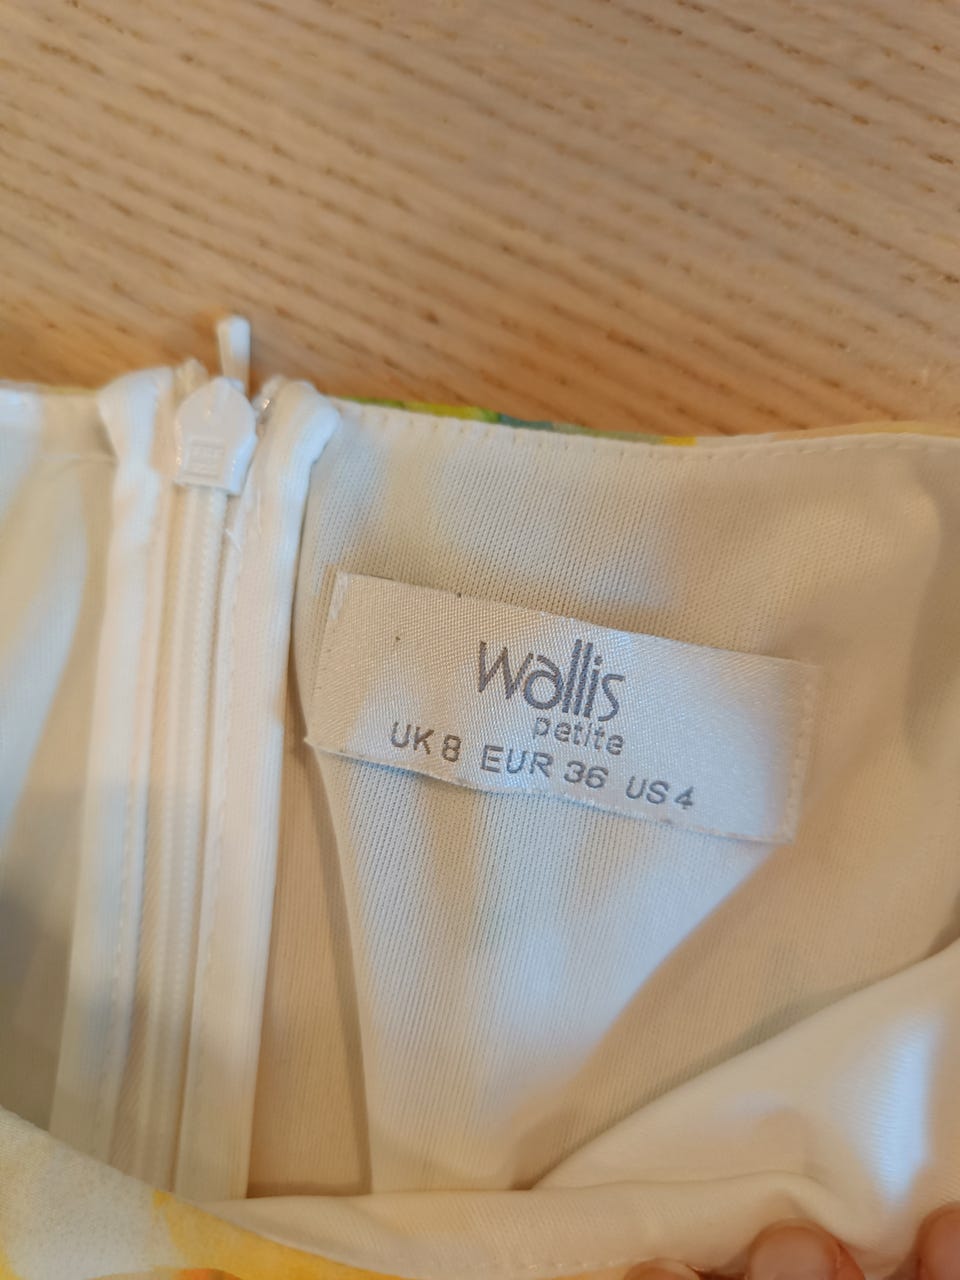 wallis
petite
UK 8 EUR 36 US 4